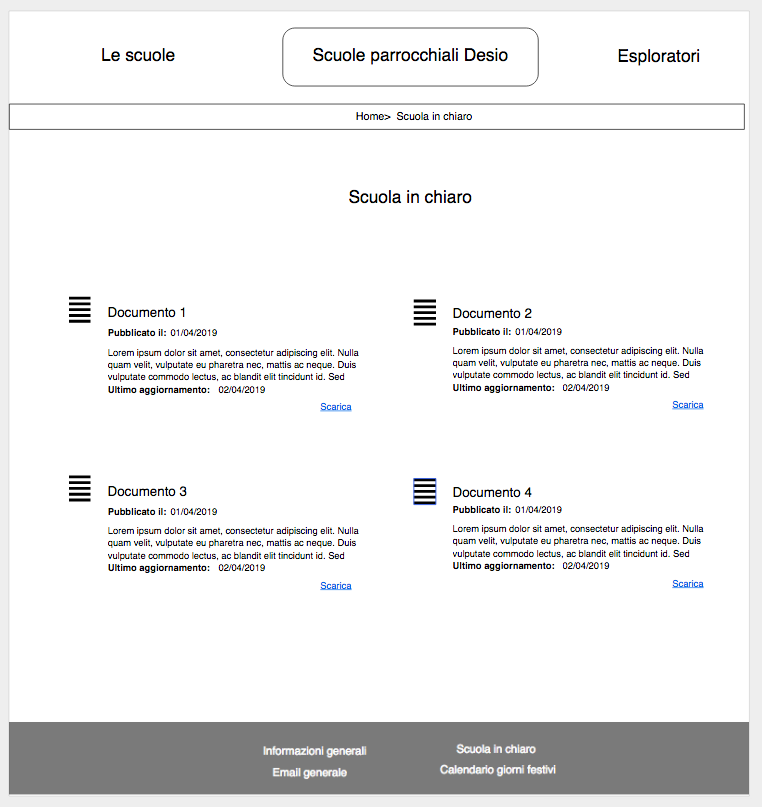 Le scuole
Scuole parrocchiali Desio
Esploratori
Home> Scuola in chiaro
Scuola in chiaro
Documento 1
Pubblicato il: 01/04/2019
Lorem ipsum dolor sit amet, consectetur adipiscing elit. Nulla
quam velit, vulputate eu pharetra nec, mattis ac neque. Duis
vulputate commodo lectus, ac blandit elit tincidunt id. Sed
Ultimo aggiornamento: 02/04/2019
Scarica
Documento 2
Pubblicato il: 01/04/2019
Lorem ipsum dolor sit amet, consectetur adipiscing elit. Nulla
quam velit, vulputate eu pharetra nec, mattis ac neque. Duis
vulputate commodo lectus, ac blandit elit tincidunt id. Sed
Ultimo aggiornamento: 02/04/2019
Scarica
Documento 3
Pubblicato il: 01/04/2019
Lorem ipsum dolor sit amet, consectetur adipiscing elit. Nulla
quam velit, vulputate eu pharetra nec, mattis ac neque. Duis
vulputate commodo lectus, ac blandit elit tincidunt id. Sed
Ultimo aggiornamento: 02/04/2019
Scarica
Documento 4
Pubblicato il: 01/04/2019
Lorem ipsum dolor sit amet, consectetur adipiscing elit. Nulla
quam velit, vulputate eu pharetra nec, mattis ac neque. Duis
vulputate commodo lectus, ac blandit elit tincidunt id. Sed
Ultimo aggiornamento: 02/04/2019
Scarica
Informazioni generali
Email generale
Scuola in chiaro
Calendario giorni festivi